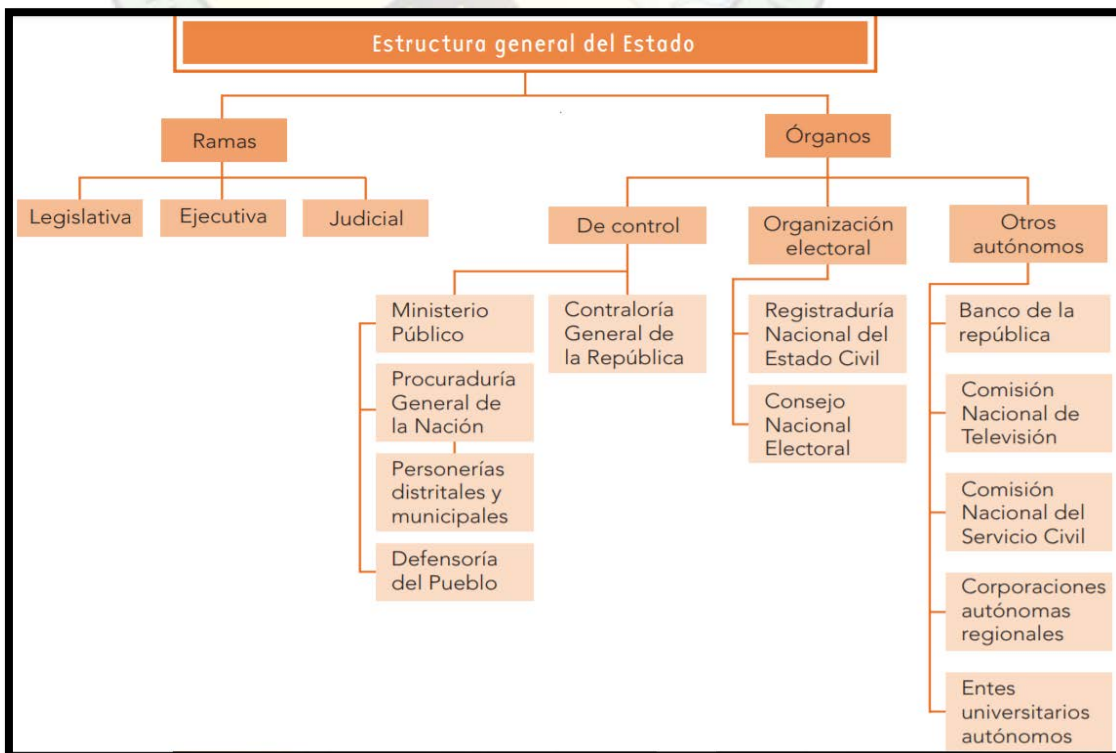 Estructura general del Estado
Ramas
Órganos
Legislativa
Ejecutiva
Judicial
De control
Organización
electoral
Otros
autónomos
Ministerio
Público
Procuraduría
General de
la Nación
Personerías
distritales y
municipales
Defensoría
del Pueblo
Contraloría
General de
la República
Registraduría
Nacional del
Estado Civil
Consejo
Nacional
Electoral
Banco de la
república
Comisión
Nacional de
Televisión
Comisión
Nacional del
Servicio Civil
Corporaciones
autónomas
regionales
Entes
universitarios
autónomos